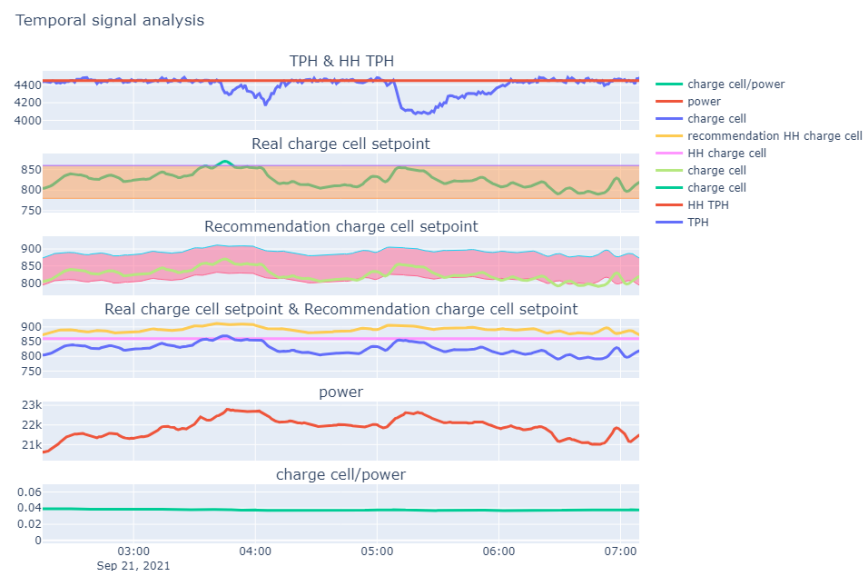 Temporal signal analysis
TPH & HH TPH
4400
4200
4000
Real charge cell setpoint
850
800
750
Recommendation charge cell setpoint
900
850
800
Real charge cell setpoint & Recommendation charge cell setpoint
900
850
800
750
power
23k
22k
21k
charge cell/power
0.06
0.04
0.02
0
03:00 04:00 05:00 06:00 07:00
Sep 21, 2021
charge cell/power
power
charge cell
recommendation HH charge cell
HH charge cell
charge cell
charge cell
HH TPH
TPH